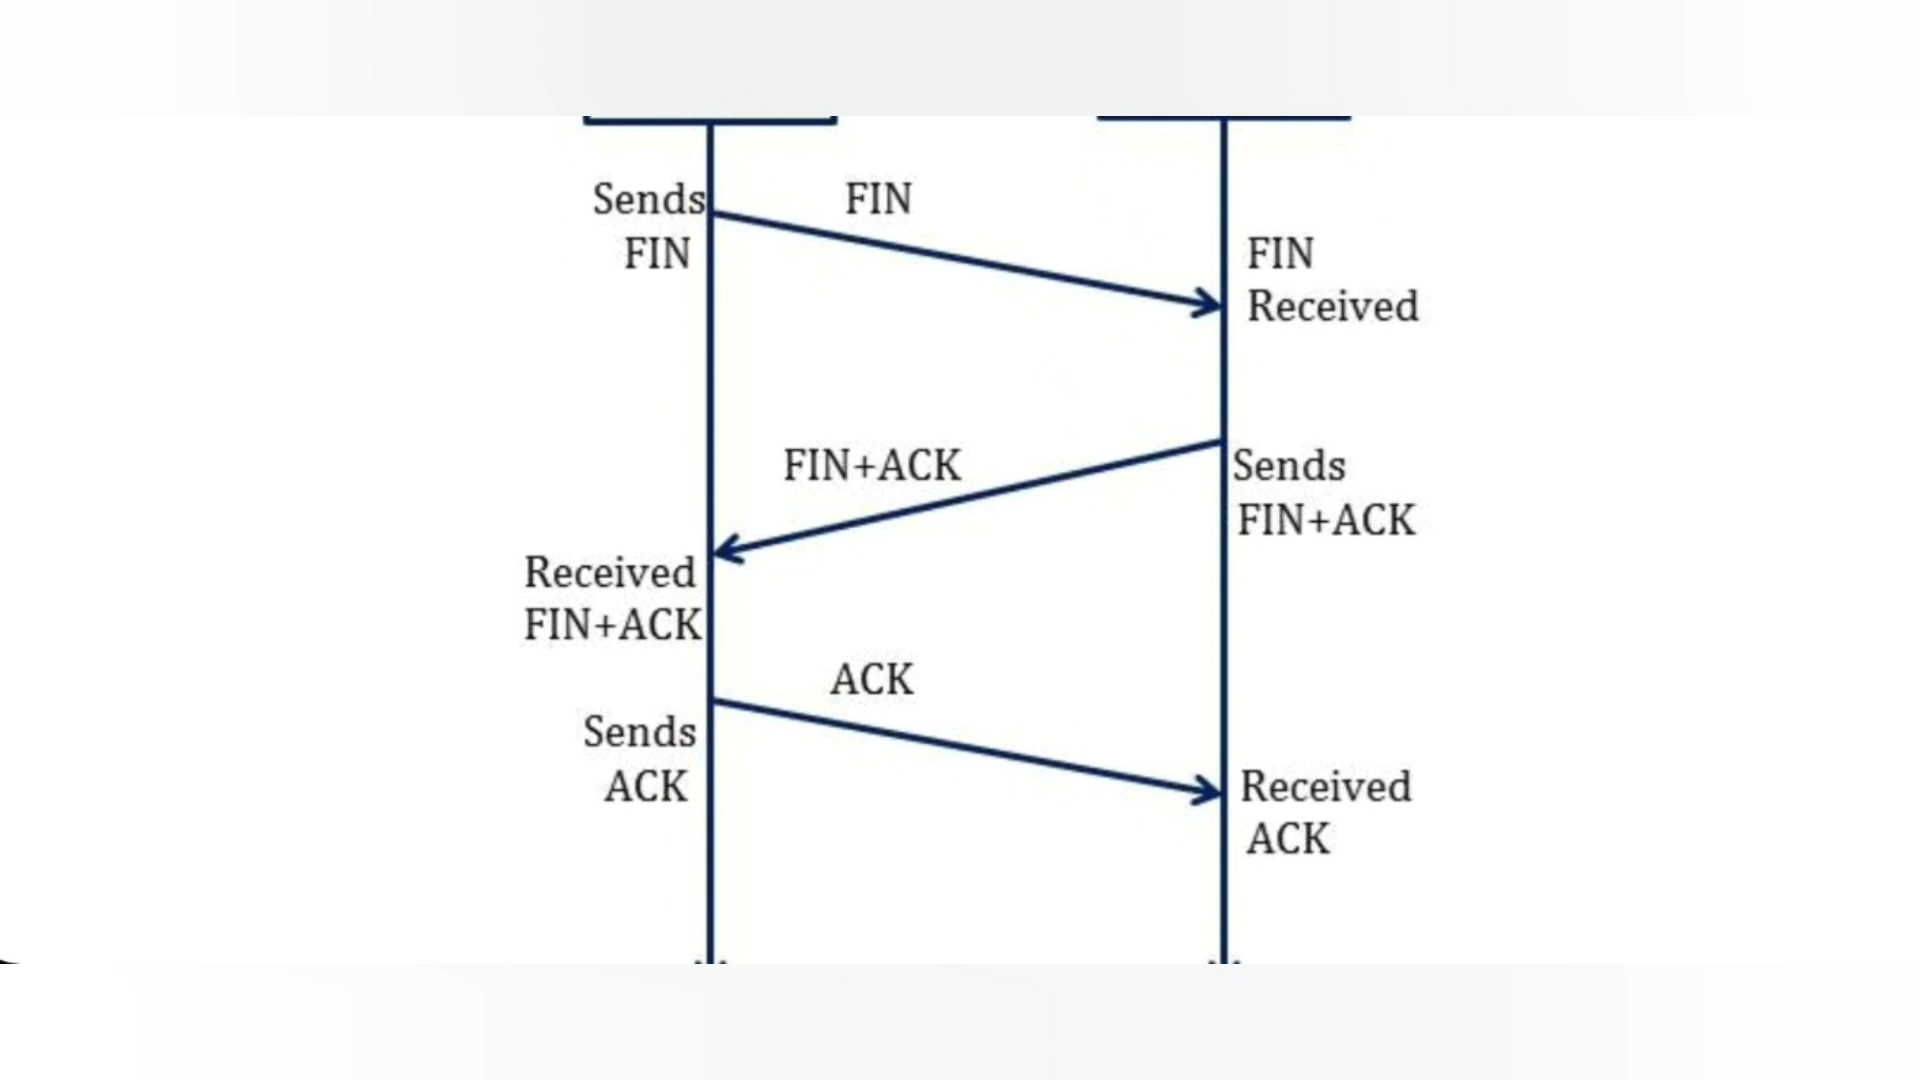 Sends
FIN
FIN
FIN
Received
FIN+ACK
Sends
FIN+ACK
Received
FIN+ACK
ACK
Sends
ACK
Received
ACK